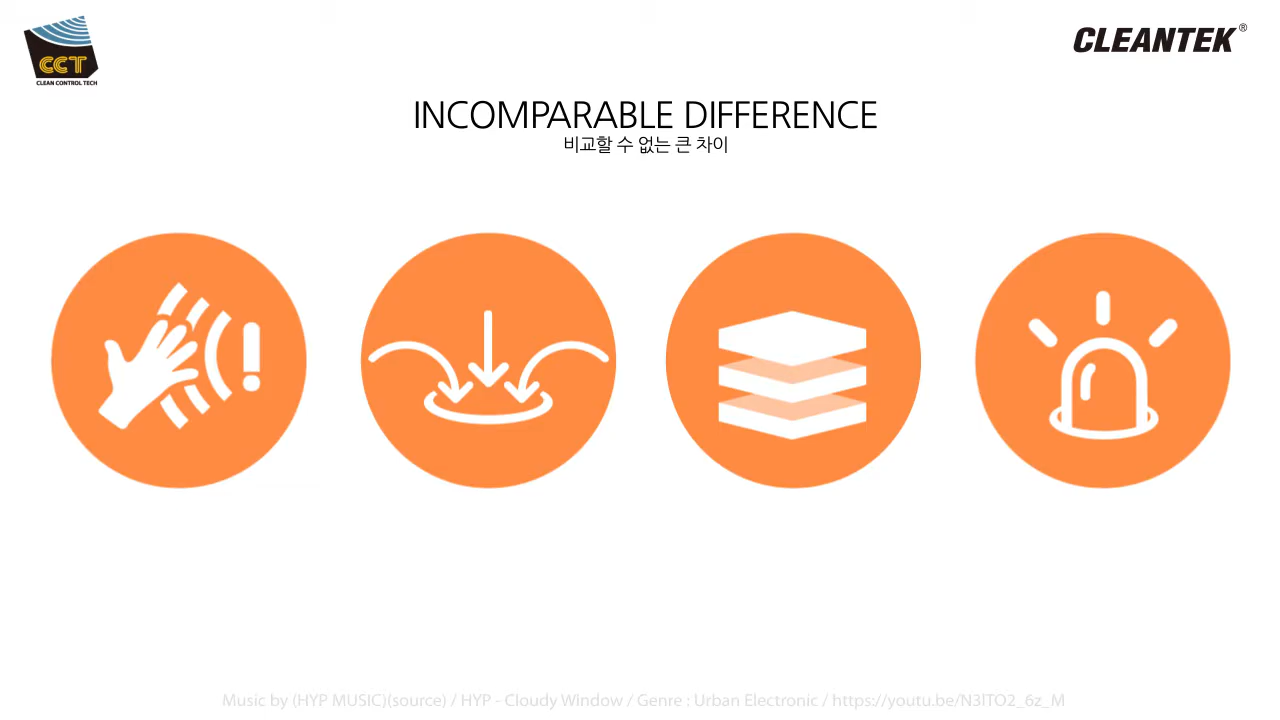 CCT
CLEAN CONTROL TECH
CLEANTEK®
INCOMPARABLE DIFFERENCE
비교할 수 없는 큰 차이
Music by (HYP MUSIC)(source) / HYP - Cloudy Window / Genre : Urban Electronic / https://youtu.be/N3lTO2_6z_M